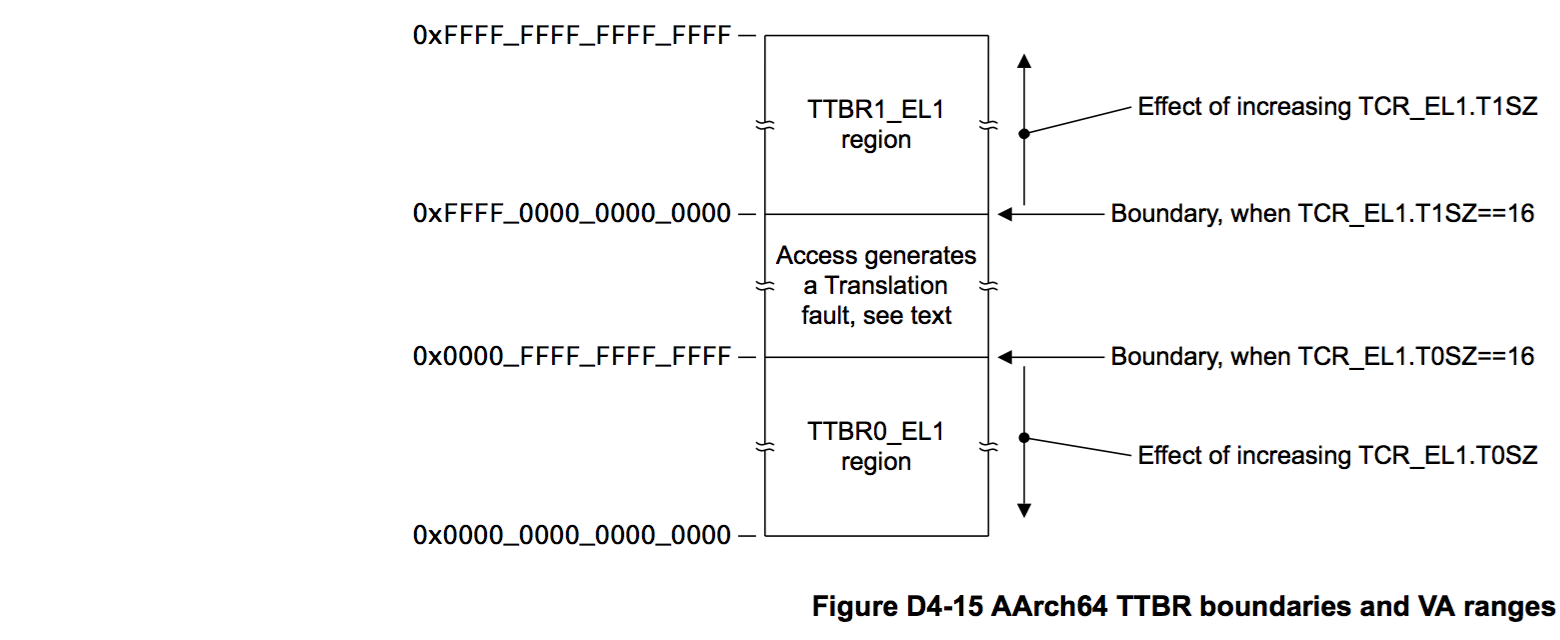 0xFFFF_FFFF_FFFF_FFFF
TTBR1_EL1
region
Effect of increasing TCR_EL1.T1SZ
0xFFFF_0000_0000_0000
Boundary, when TCR_EL1.T1SZ==16
Access generates
a Translation
fault, see text
0x0000_FFFF_FFFF_FFFF
Boundary, when TCR_EL1.T0SZ==16
TTBR0_EL1
region
Effect of increasing TCR_EL1.T0SZ
0x0000_0000_0000_0000
Figure D4-15 AArch64 TTBR boundaries and VA ranges